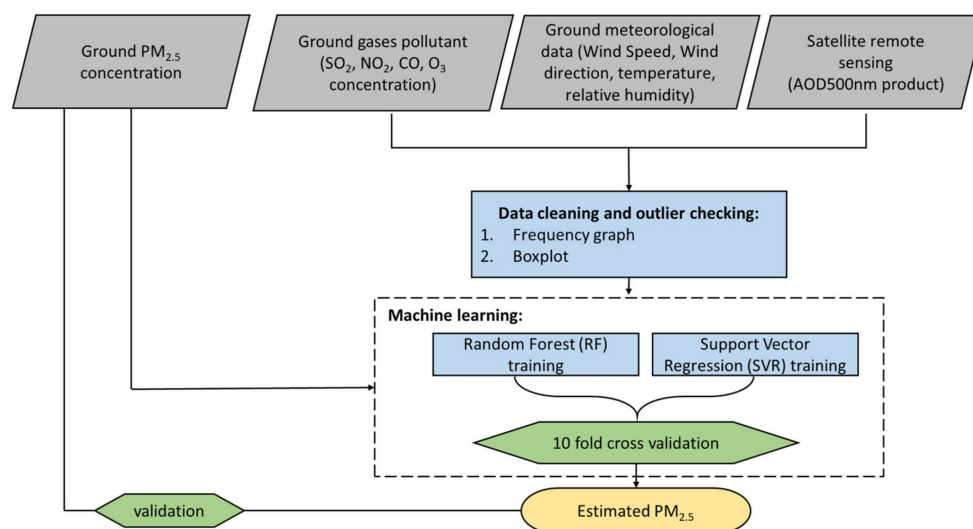 Ground PM2.5
concentration
Ground gases pollutant
(SO2, NO2, CO, O3
concentration)
Ground meteorological
data (Wind Speed, Wind
direction, temperature,
relative humidity)
Satellite remote
sensing
(AOD500nm product)
Data cleaning and outlier checking:
1. Frequency graph
2. Boxplot
Machine learning:
Random Forest (RF)
training
Support Vector
Regression (SVR) training
10 fold cross validation
validation
Estimated PM2.5